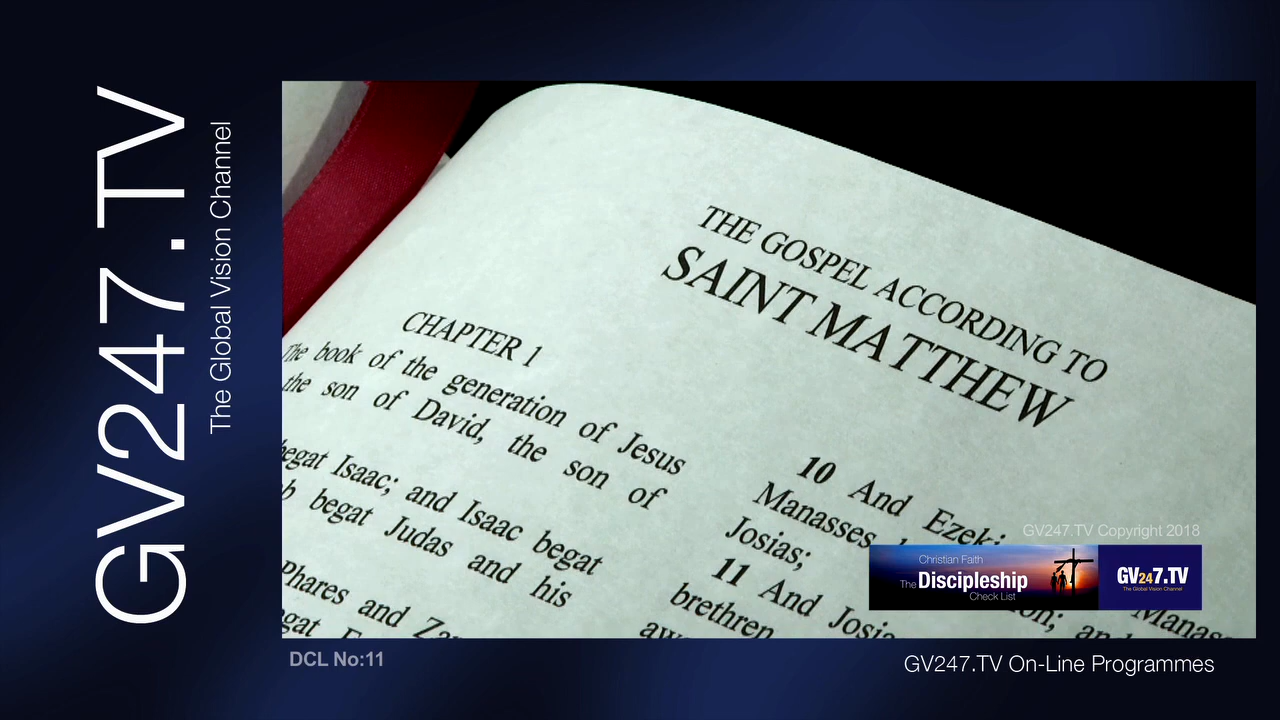 GV247.TV
The Global Vision Channel
THE GOSPEL ACCORDING TO
SAINT MATTHEW
CHAPTER 1
The book of the generation of Jesus
the son of David, the son of
begat Isaac; and Isaac begat
begat Judas and his
Phares and
10 And
Manasses
Josias;
11 And
brethren
GV247.TV Copyright 2018
Christian Faith
The Discipleship
Check List
GV247.TV
The Global Vision Channel
DCL No:11
GV247.TV On-Line Programmes